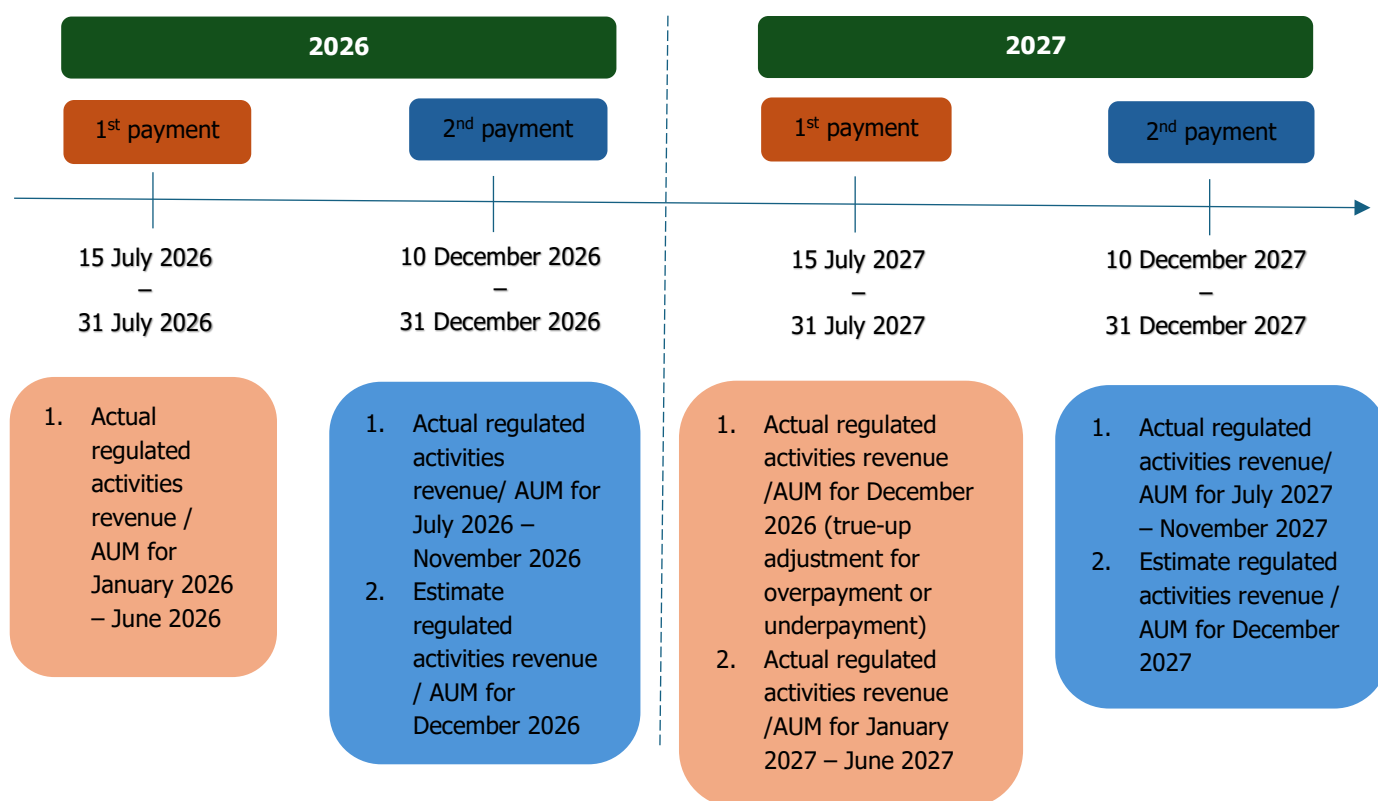 2026
2027
1st payment
2nd payment
1st payment
2nd payment
15 July 2026
–
31 July 2026
10 December 2026
–
31 December 2026
15 July 2027
–
31 July 2027
10 December 2027
–
31 December 2027
1. Actual
regulated
activities
revenue /
AUM for
January 2026
– June 2026
1. Actual regulated
activities
revenue/ AUM for
July 2026 –
November 2026
2. Estimate
regulated
activities revenue
/ AUM for
December 2026
1. Actual regulated
activities revenue
/AUM for December
2026 (true-up
adjustment for
overpayment or
underpayment)
2. Actual regulated
activities revenue
/AUM for January
2027 – June 2027
1. Actual regulated
activities revenue/
AUM for July 2027
– November 2027
2. Estimate regulated
activities revenue /
AUM for December
2027